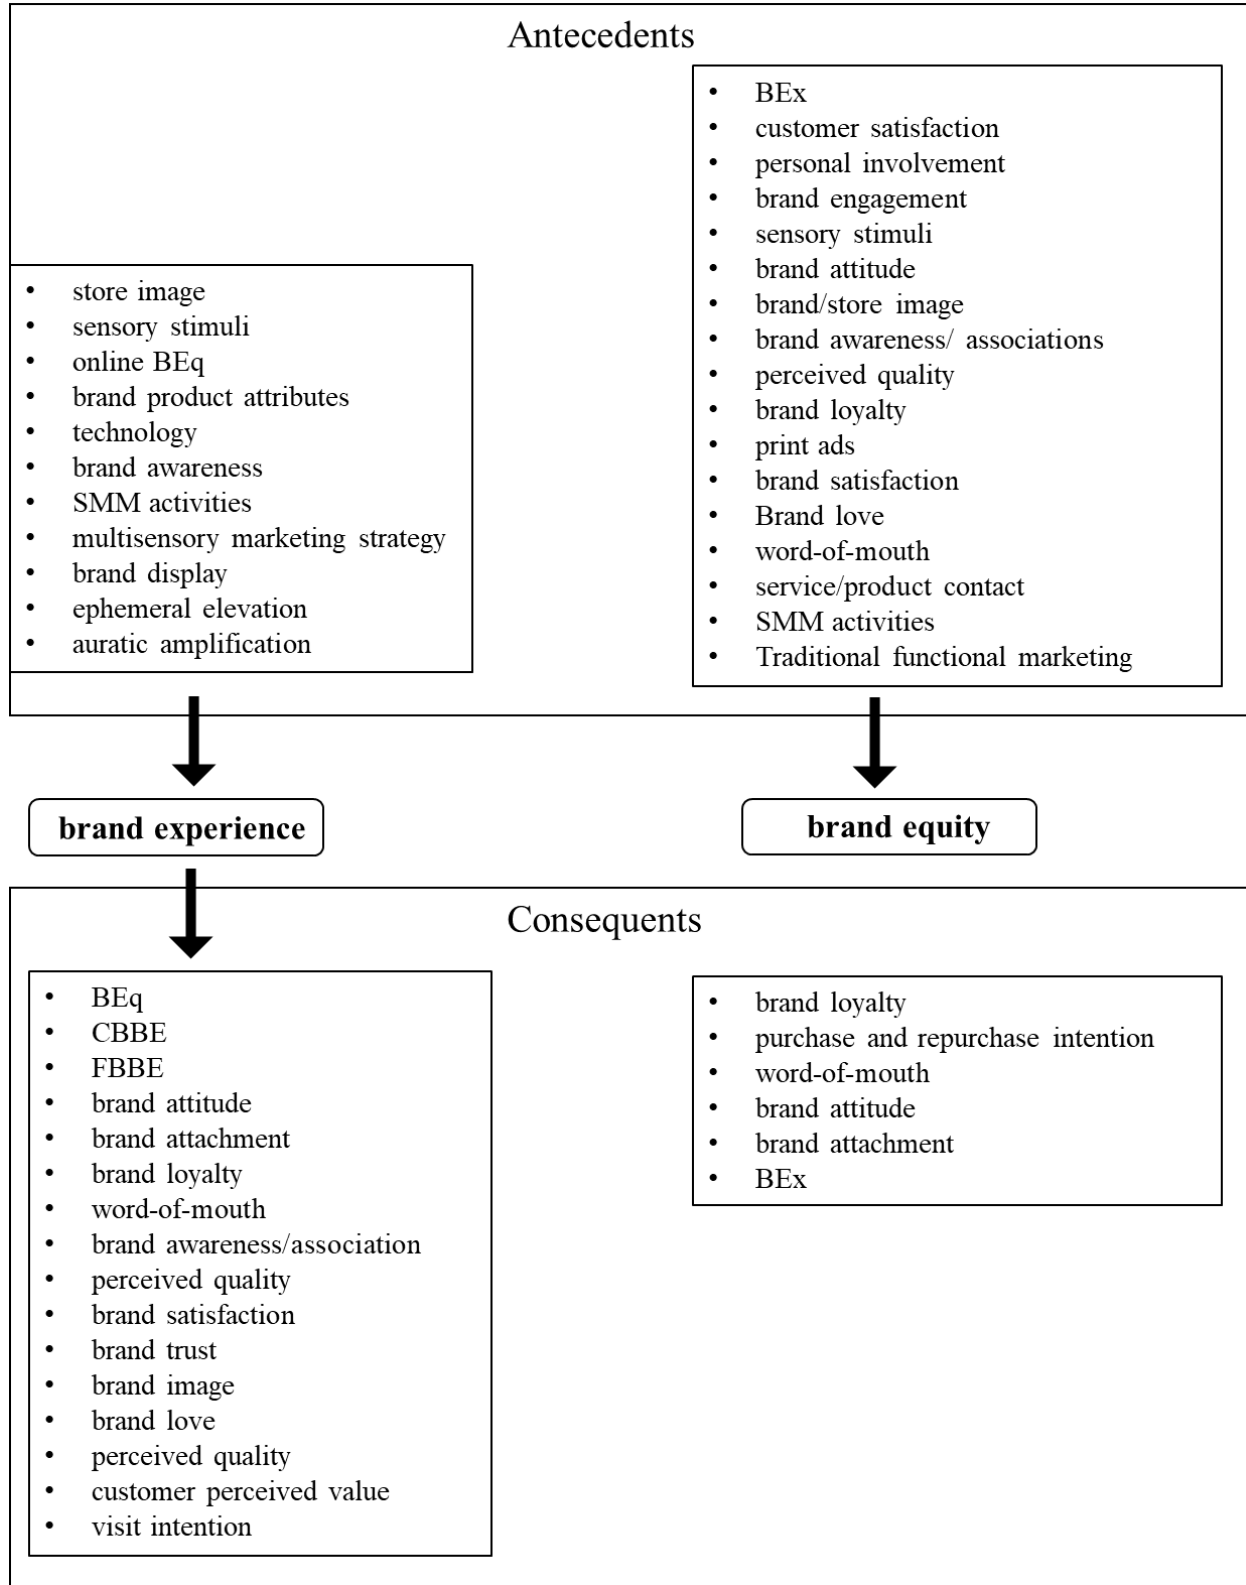 Antecedents
• store image
• sensory stimuli
• online BEq
• brand product attributes
• technology
• brand awareness
• SMM activities
• multisensory marketing strategy
• brand display
• ephemeral elevation
• auratic amplification
• BEx
• customer satisfaction
• personal involvement
• brand engagement
• sensory stimuli
• brand attitude
• brand/store image
• brand awareness/ associations
• perceived quality
• brand loyalty
• print ads
• brand satisfaction
• Brand love
• word-of-mouth
• service/product contact
• SMM activities
• Traditional functional marketing
brand experience
brand equity
Consequents
• BEq
• CBBE
• FBBE
• brand attitude
• brand attachment
• brand loyalty
• word-of-mouth
• brand awareness/association
• perceived quality
• brand satisfaction
• brand trust
• brand image
• brand love
• perceived quality
• customer perceived value
• visit intention
• brand loyalty
• purchase and repurchase intention
• word-of-mouth
• brand attitude
• brand attachment
• BEx